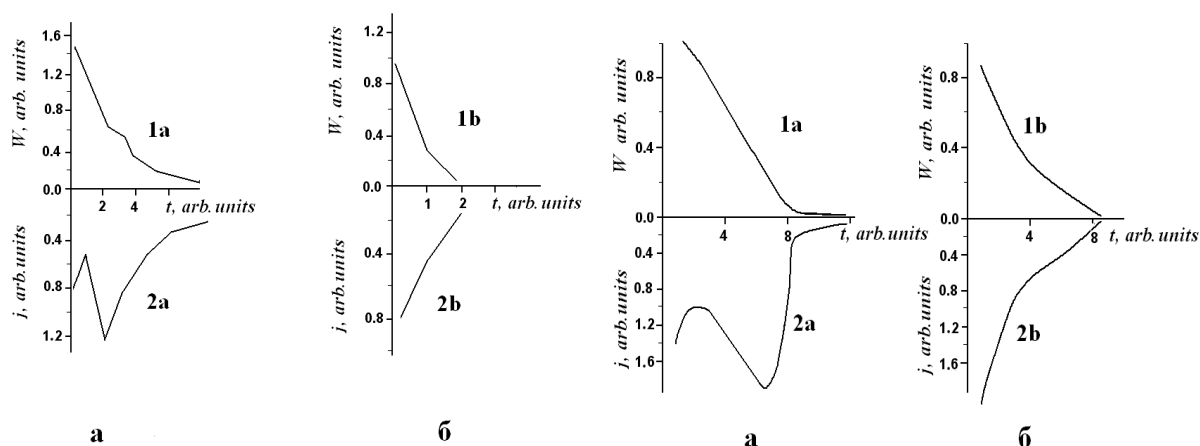 W, arb. units
1.6
1.2
0.8
0.4
0.0
1a
2 4 t, arb.units
j, arb.units
0.4
0.8
1.2
2a
а
W, arb. units
1.2
0.8
0.4
0.0
1b
1 2 t, arb.units
j, arb.units
0.4
0.8
2b
б
W arb. units
0.8
0.4
0.0
1a
4 8 t, arb.units
j, arb.units
0.4
0.8
1.2
1.6
2a
а
W, arb. units
0.8
0.4
0.0
1b
4 8 t, arb.units
j, arb.units
0.4
0.8
1.2
1.6
2b
б